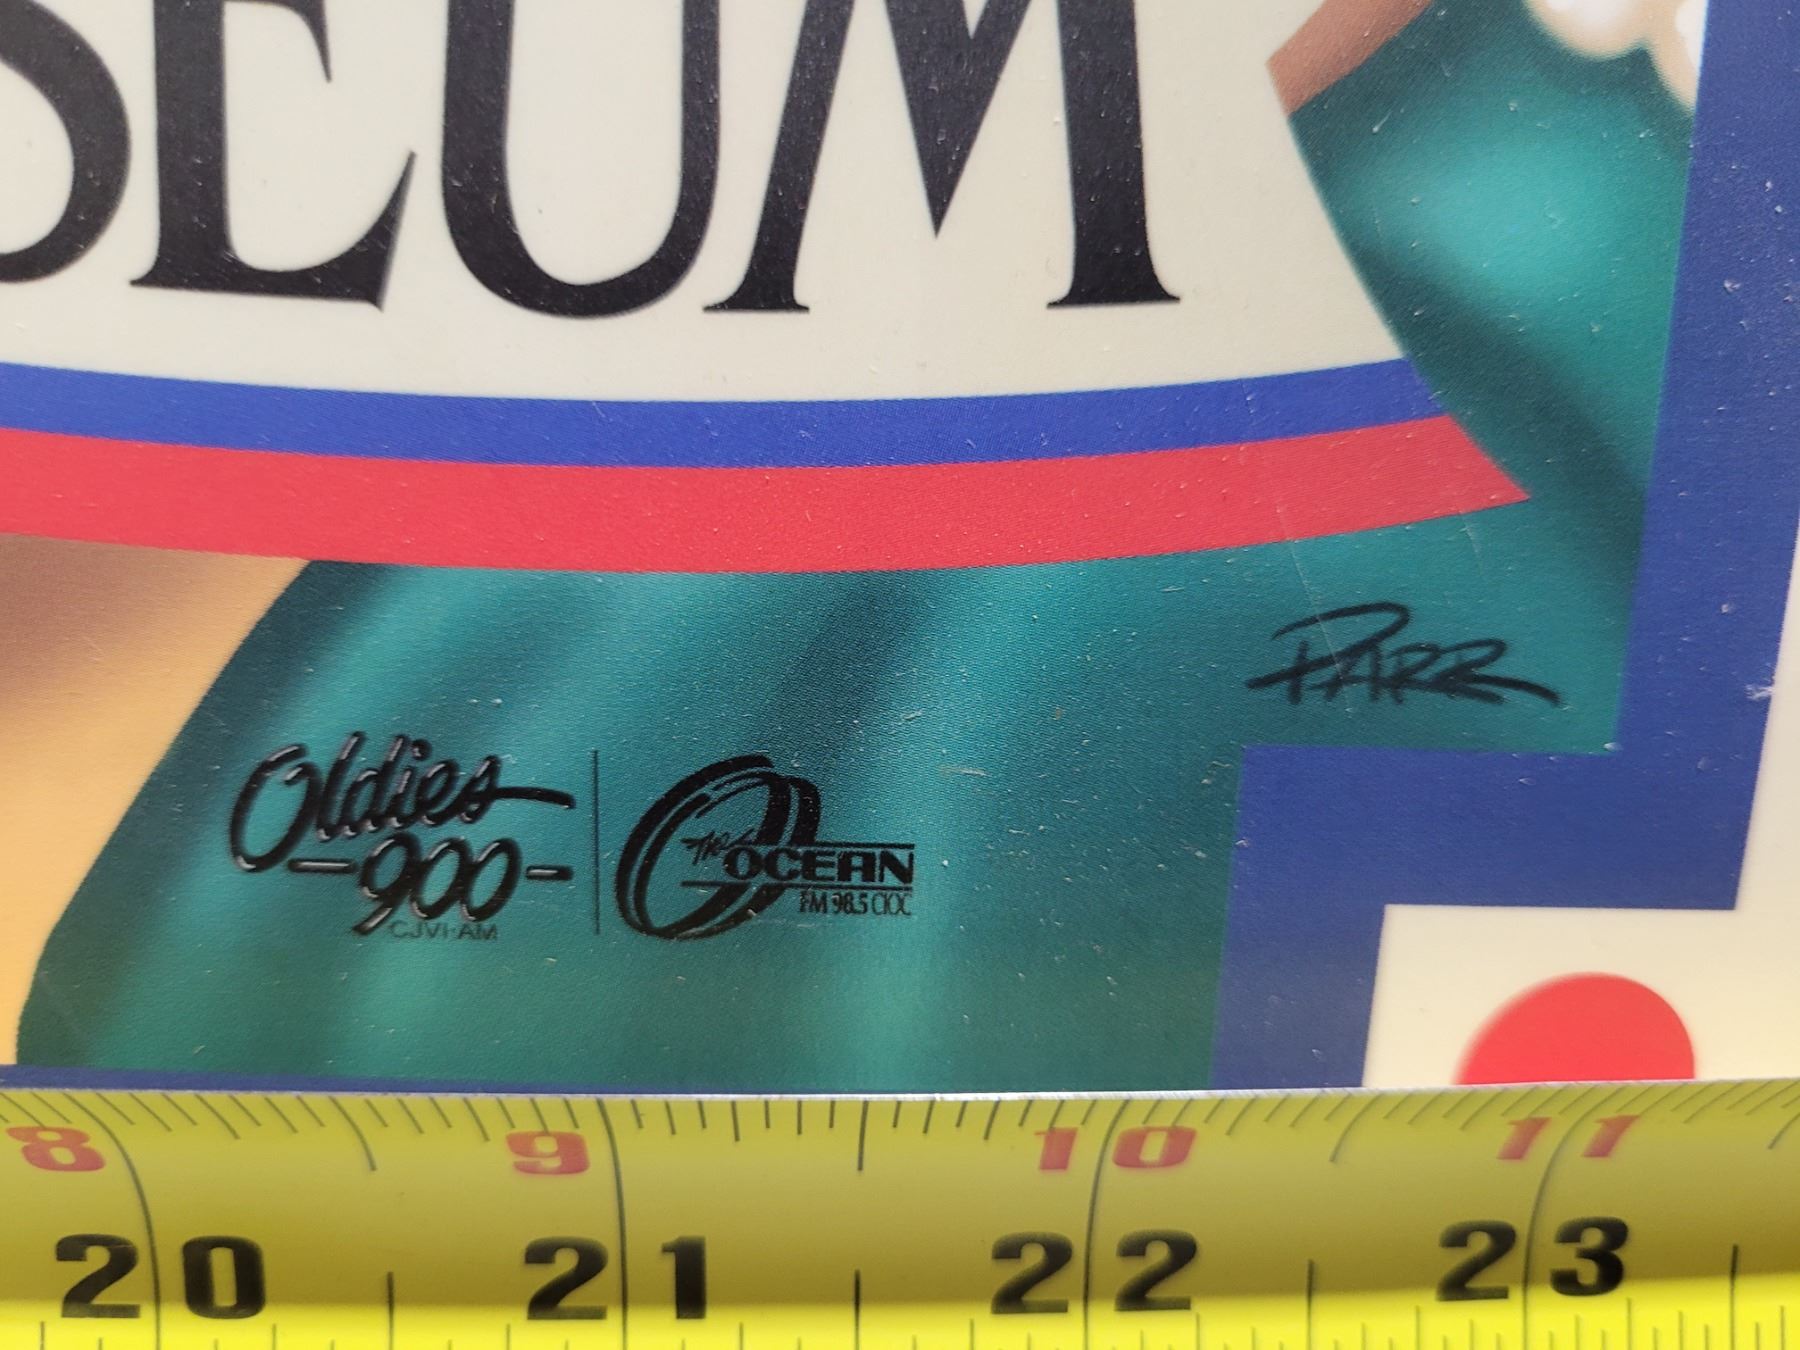 SEUM
PARR
Oldies
-900-
CJVI-AM
The
OCEAN
FM 98.5 CIOC
8 9 10 11
20 21 22 23